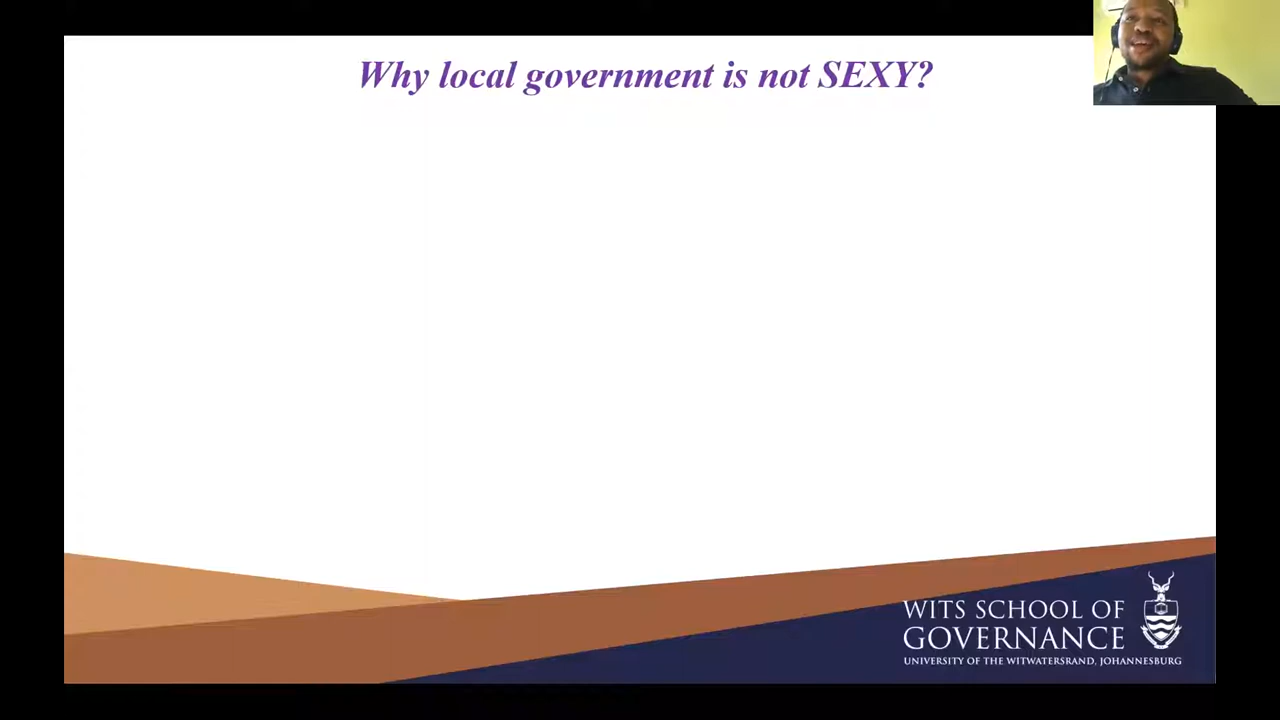 Why local government is not SEXY?
WITS SCHOOL OF
GOVERNANCE
UNIVERSITY OF THE WITWATERSRAND, JOHANNESBURG